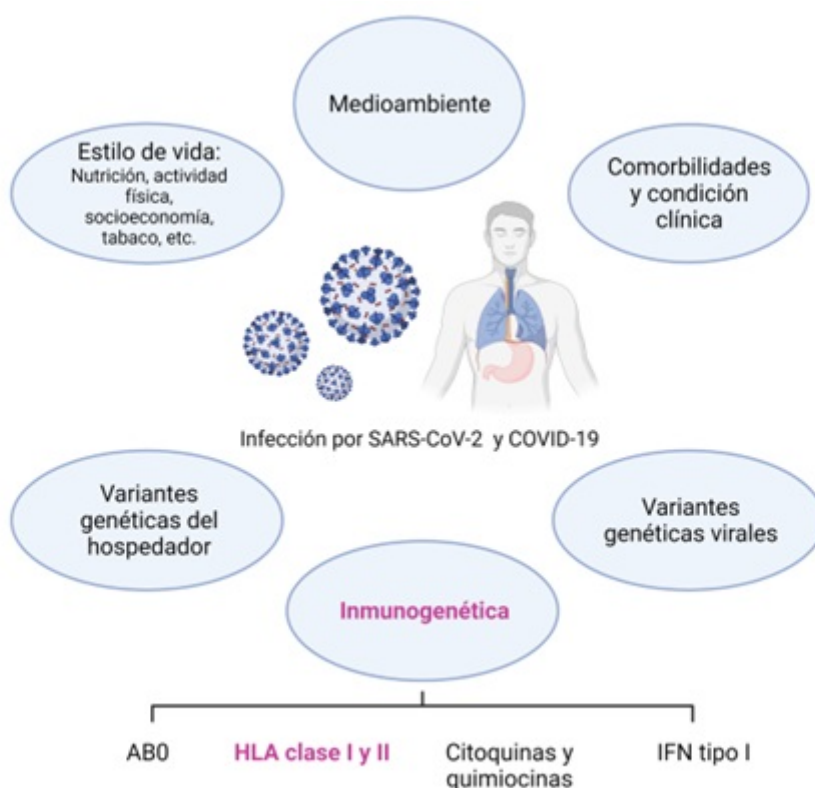 Medioambiente
Estilo de vida:
Nutrición, actividad
física,
socioeconomía,
tabaco, etc.
Comorbilidades
y condición
clínica
Infección por SARS-CoV-2 y COVID-19
Variantes
genéticas del
hospedador
Variantes
genéticas virales
Inmunogenética
AB0
HLA clase I y II
Citoquinas y
quimiocinas
IFN tipo I